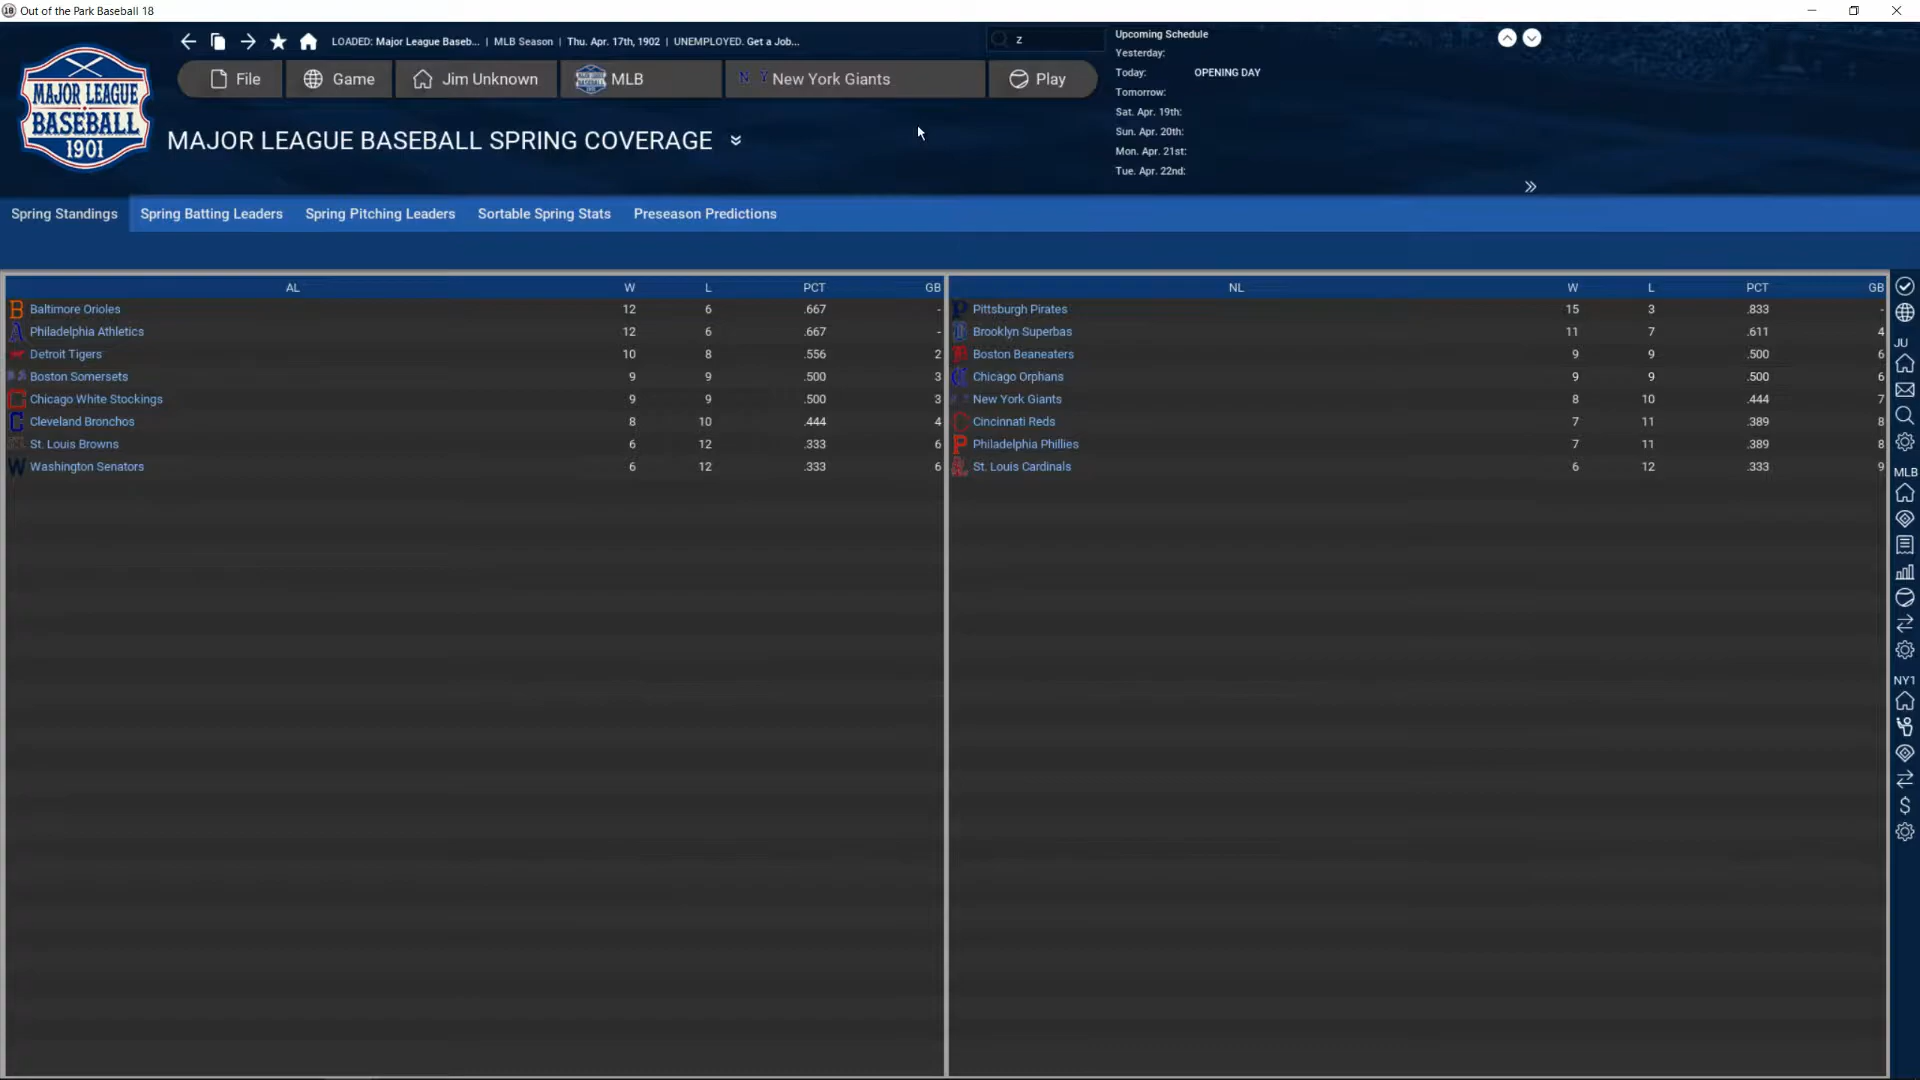 Out of the Park Baseball 18
LOADED: Major League Baseb... | MLB Season | Thu. Apr. 17th, 1902 | UNEMPLOYED. Get a Job...
z
File Game Jim Unknown MLB NY New York Giants Play
MAJOR LEAGUE BASEBALL 1901
MAJOR LEAGUE BASEBALL SPRING COVERAGE
Upcoming Schedule
Yesterday:
Today: OPENING DAY
Tomorrow:
Sat. Apr. 19th:
Sun. Apr. 20th:
Mon. Apr. 21st:
Tue. Apr. 22nd:
Spring Standings Spring Batting Leaders Spring Pitching Leaders Sortable Spring Stats Preseason Predictions
AL W L PCT GB
Baltimore Orioles 12 6 .667 -
Philadelphia Athletics 12 6 .667 -
Detroit Tigers 10 8 .556 2
Boston Somersets 9 9 .500 3
Chicago White Stockings 9 9 .500 3
Cleveland Bronchos 8 10 .444 4
St. Louis Browns 6 12 .333 6
Washington Senators 6 12 .333 6
NL W L PCT GB
Pittsburgh Pirates 15 3 .833 -
Brooklyn Superbas 11 7 .611 4
Boston Beaneaters 9 9 .500 6
Chicago Orphans 9 9 .500 6
New York Giants 8 10 .444 7
Cincinnati Reds 7 11 .389 8
Philadelphia Phillies 7 11 .389 8
St. Louis Cardinals 6 12 .333 9
JU
MLB
NY1